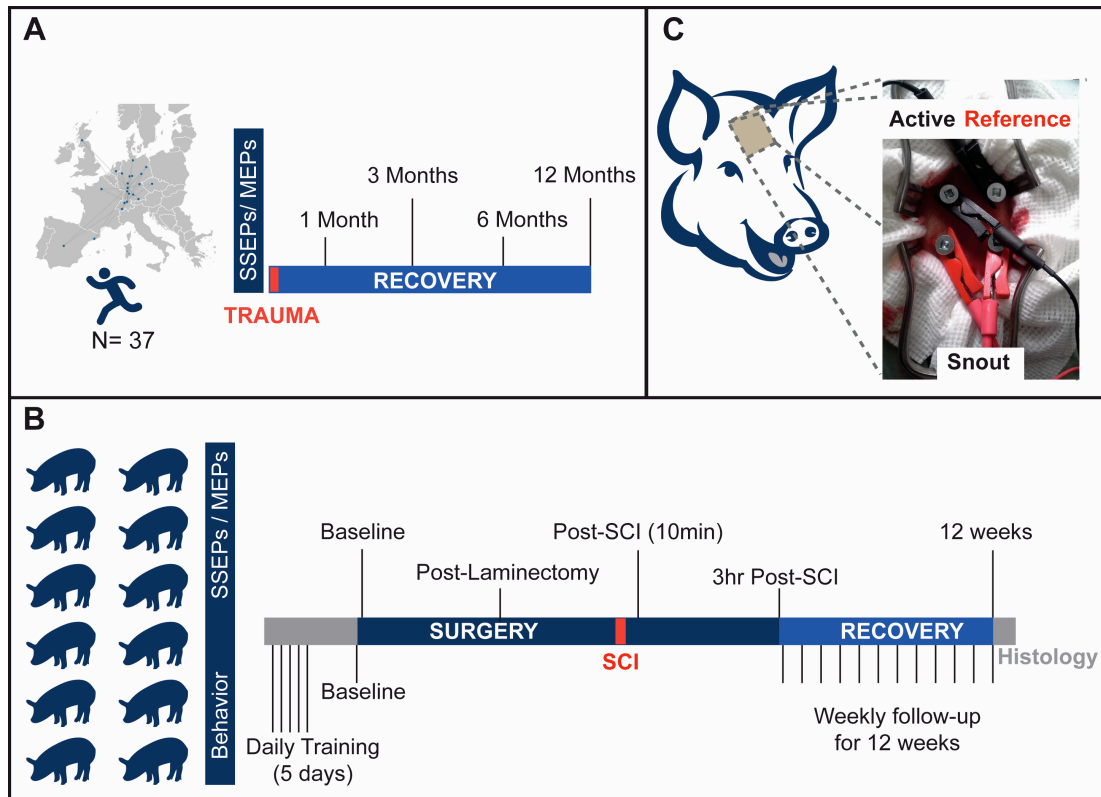 A
SSEPs/ MEPs
3 Months
12 Months
1 Month
6 Months
RECOVERY
TRAUMA
N= 37
C
Active Reference
Snout
B
SSEPs / MEPs
Behavior
Baseline
Post-SCI (10min)
12 weeks
Post-Laminectomy
3hr Post-SCI
SURGERY
RECOVERY
SCI
Histology
Baseline
Daily Training
(5 days)
Weekly follow-up
for 12 weeks